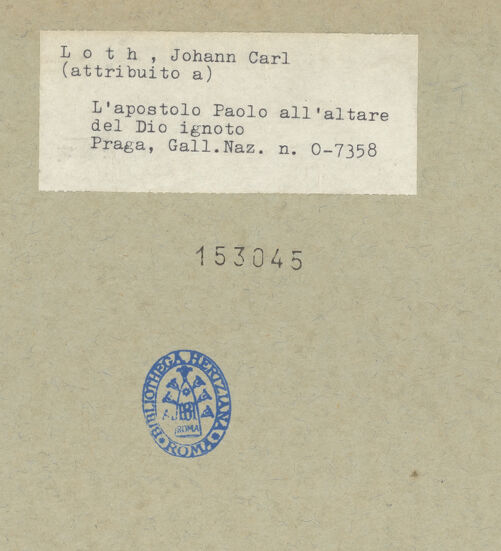 Loth, Johann Carl
(attribuito a)
L'apostolo Paolo all'altare
del Dio ignoto
Praga, Gall.Naz. n. O-7358
153045
BIBLIOTHECA HERTZIANA
ROMA
ROMA